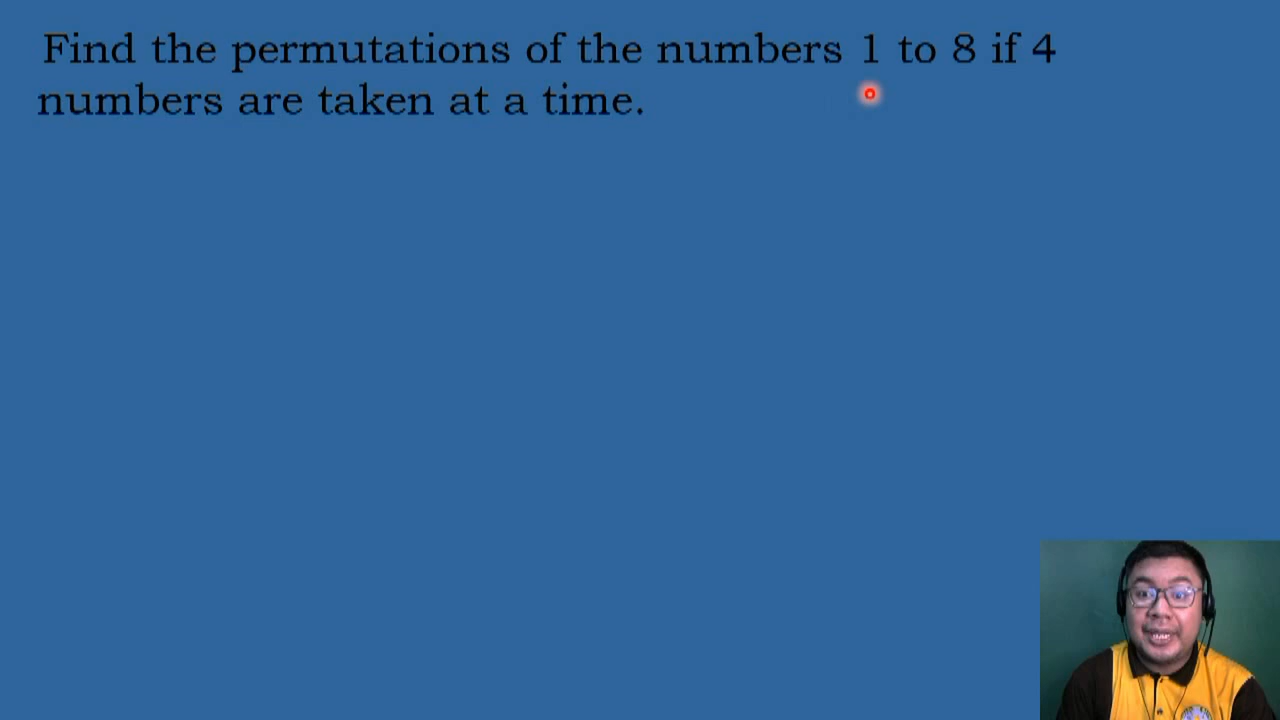 Find the permutations of the numbers 1 to 8 if 4
numbers are taken at a time.